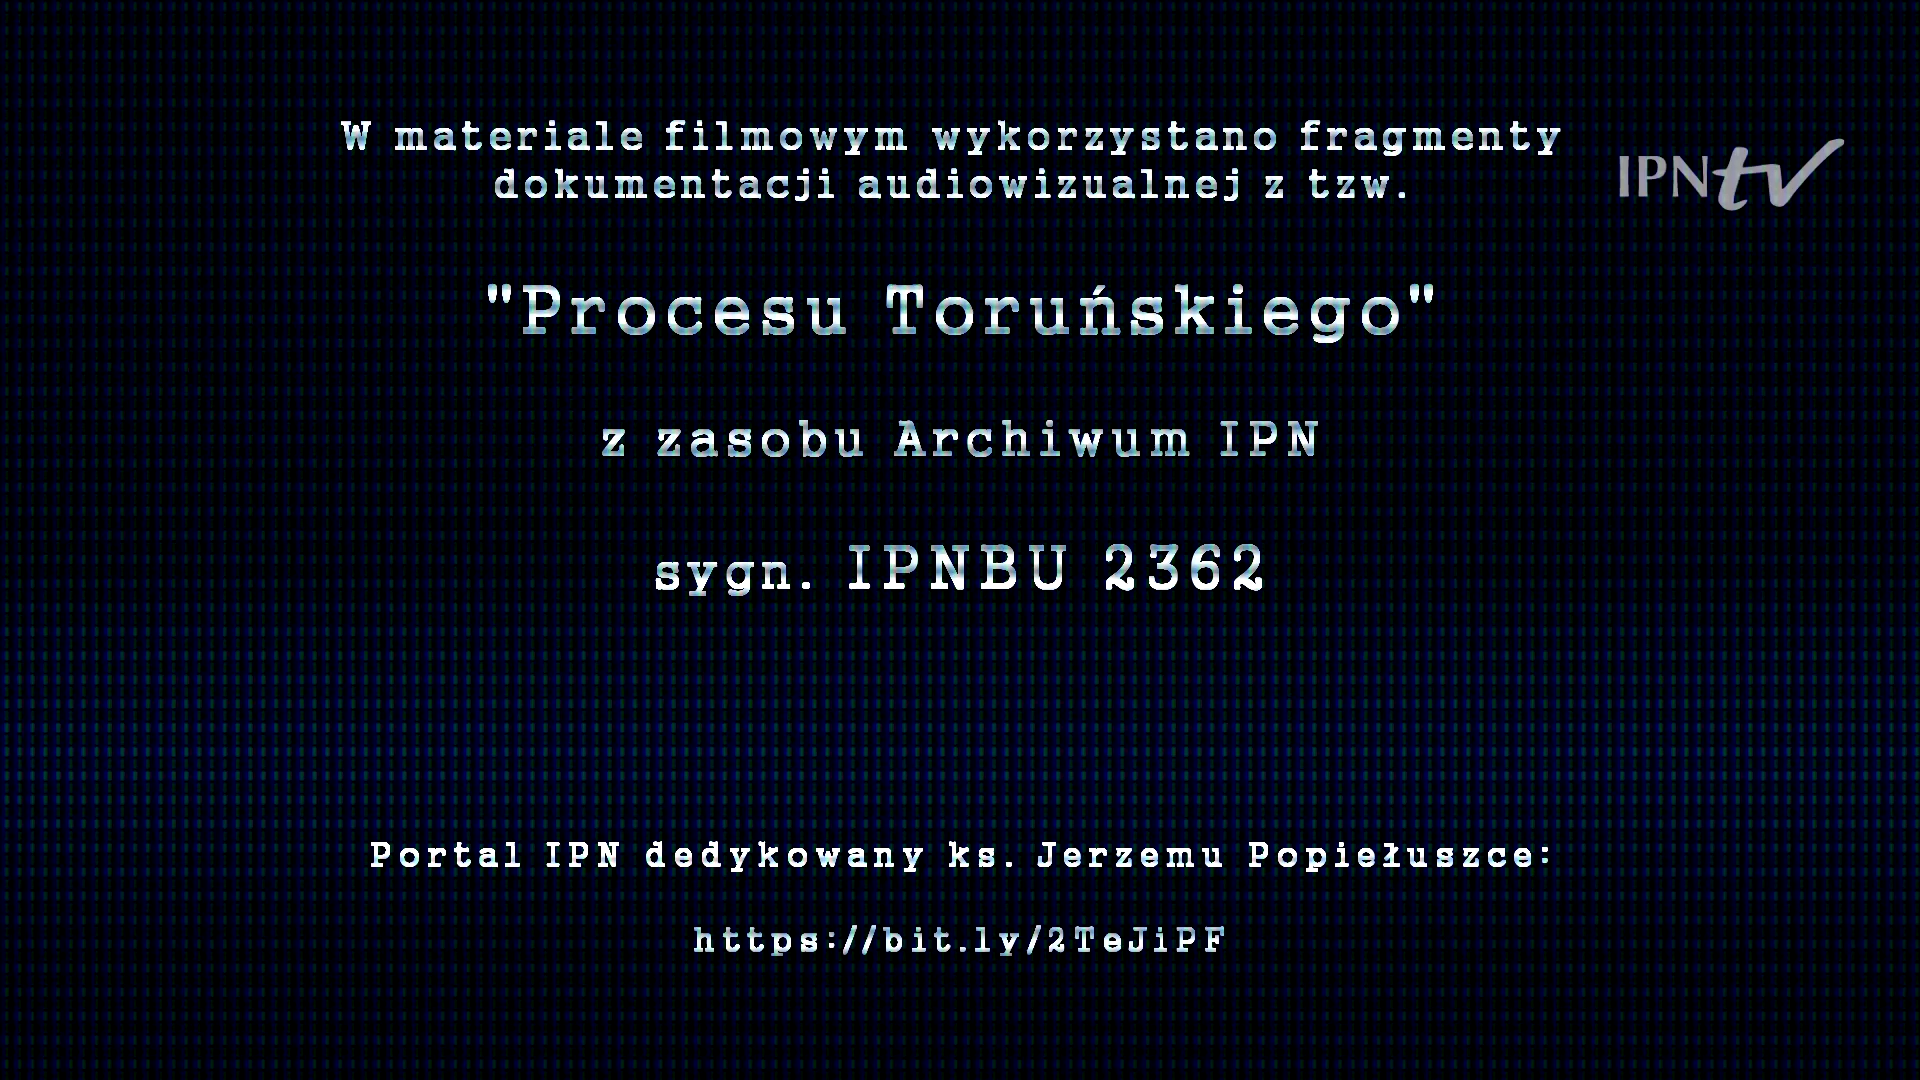 W materiale filmowym wykorzystano fragmenty
dokumentacji audiowizualnej z tzw.
IPNtv
"Procesu Toruńskiego"
z zasobu Archiwum IPN
sygn. IPNBU 2362
Portal IPN dedykowany ks. Jerzemu Popiełuszce:
https://bit.ly/2TeJiPF